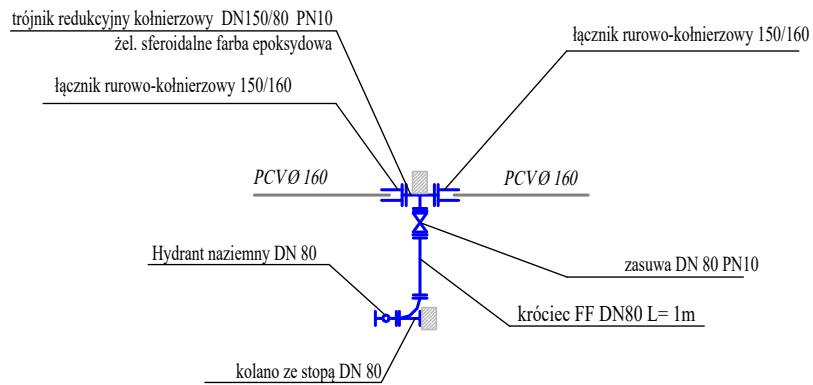 trójnik redukcyjny kołnierzowy DN150/80 PN10
żel. sferoidalne farba epoksydowa
łącznik rurowo-kołnierzowy 150/160
łącznik rurowo-kołnierzowy 150/160
PCVØ 160
PCVØ 160
Hydrant naziemny DN 80
zasuwa DN 80 PN10
króciec FF DN80 L= 1m
kolano ze stopą DN 80